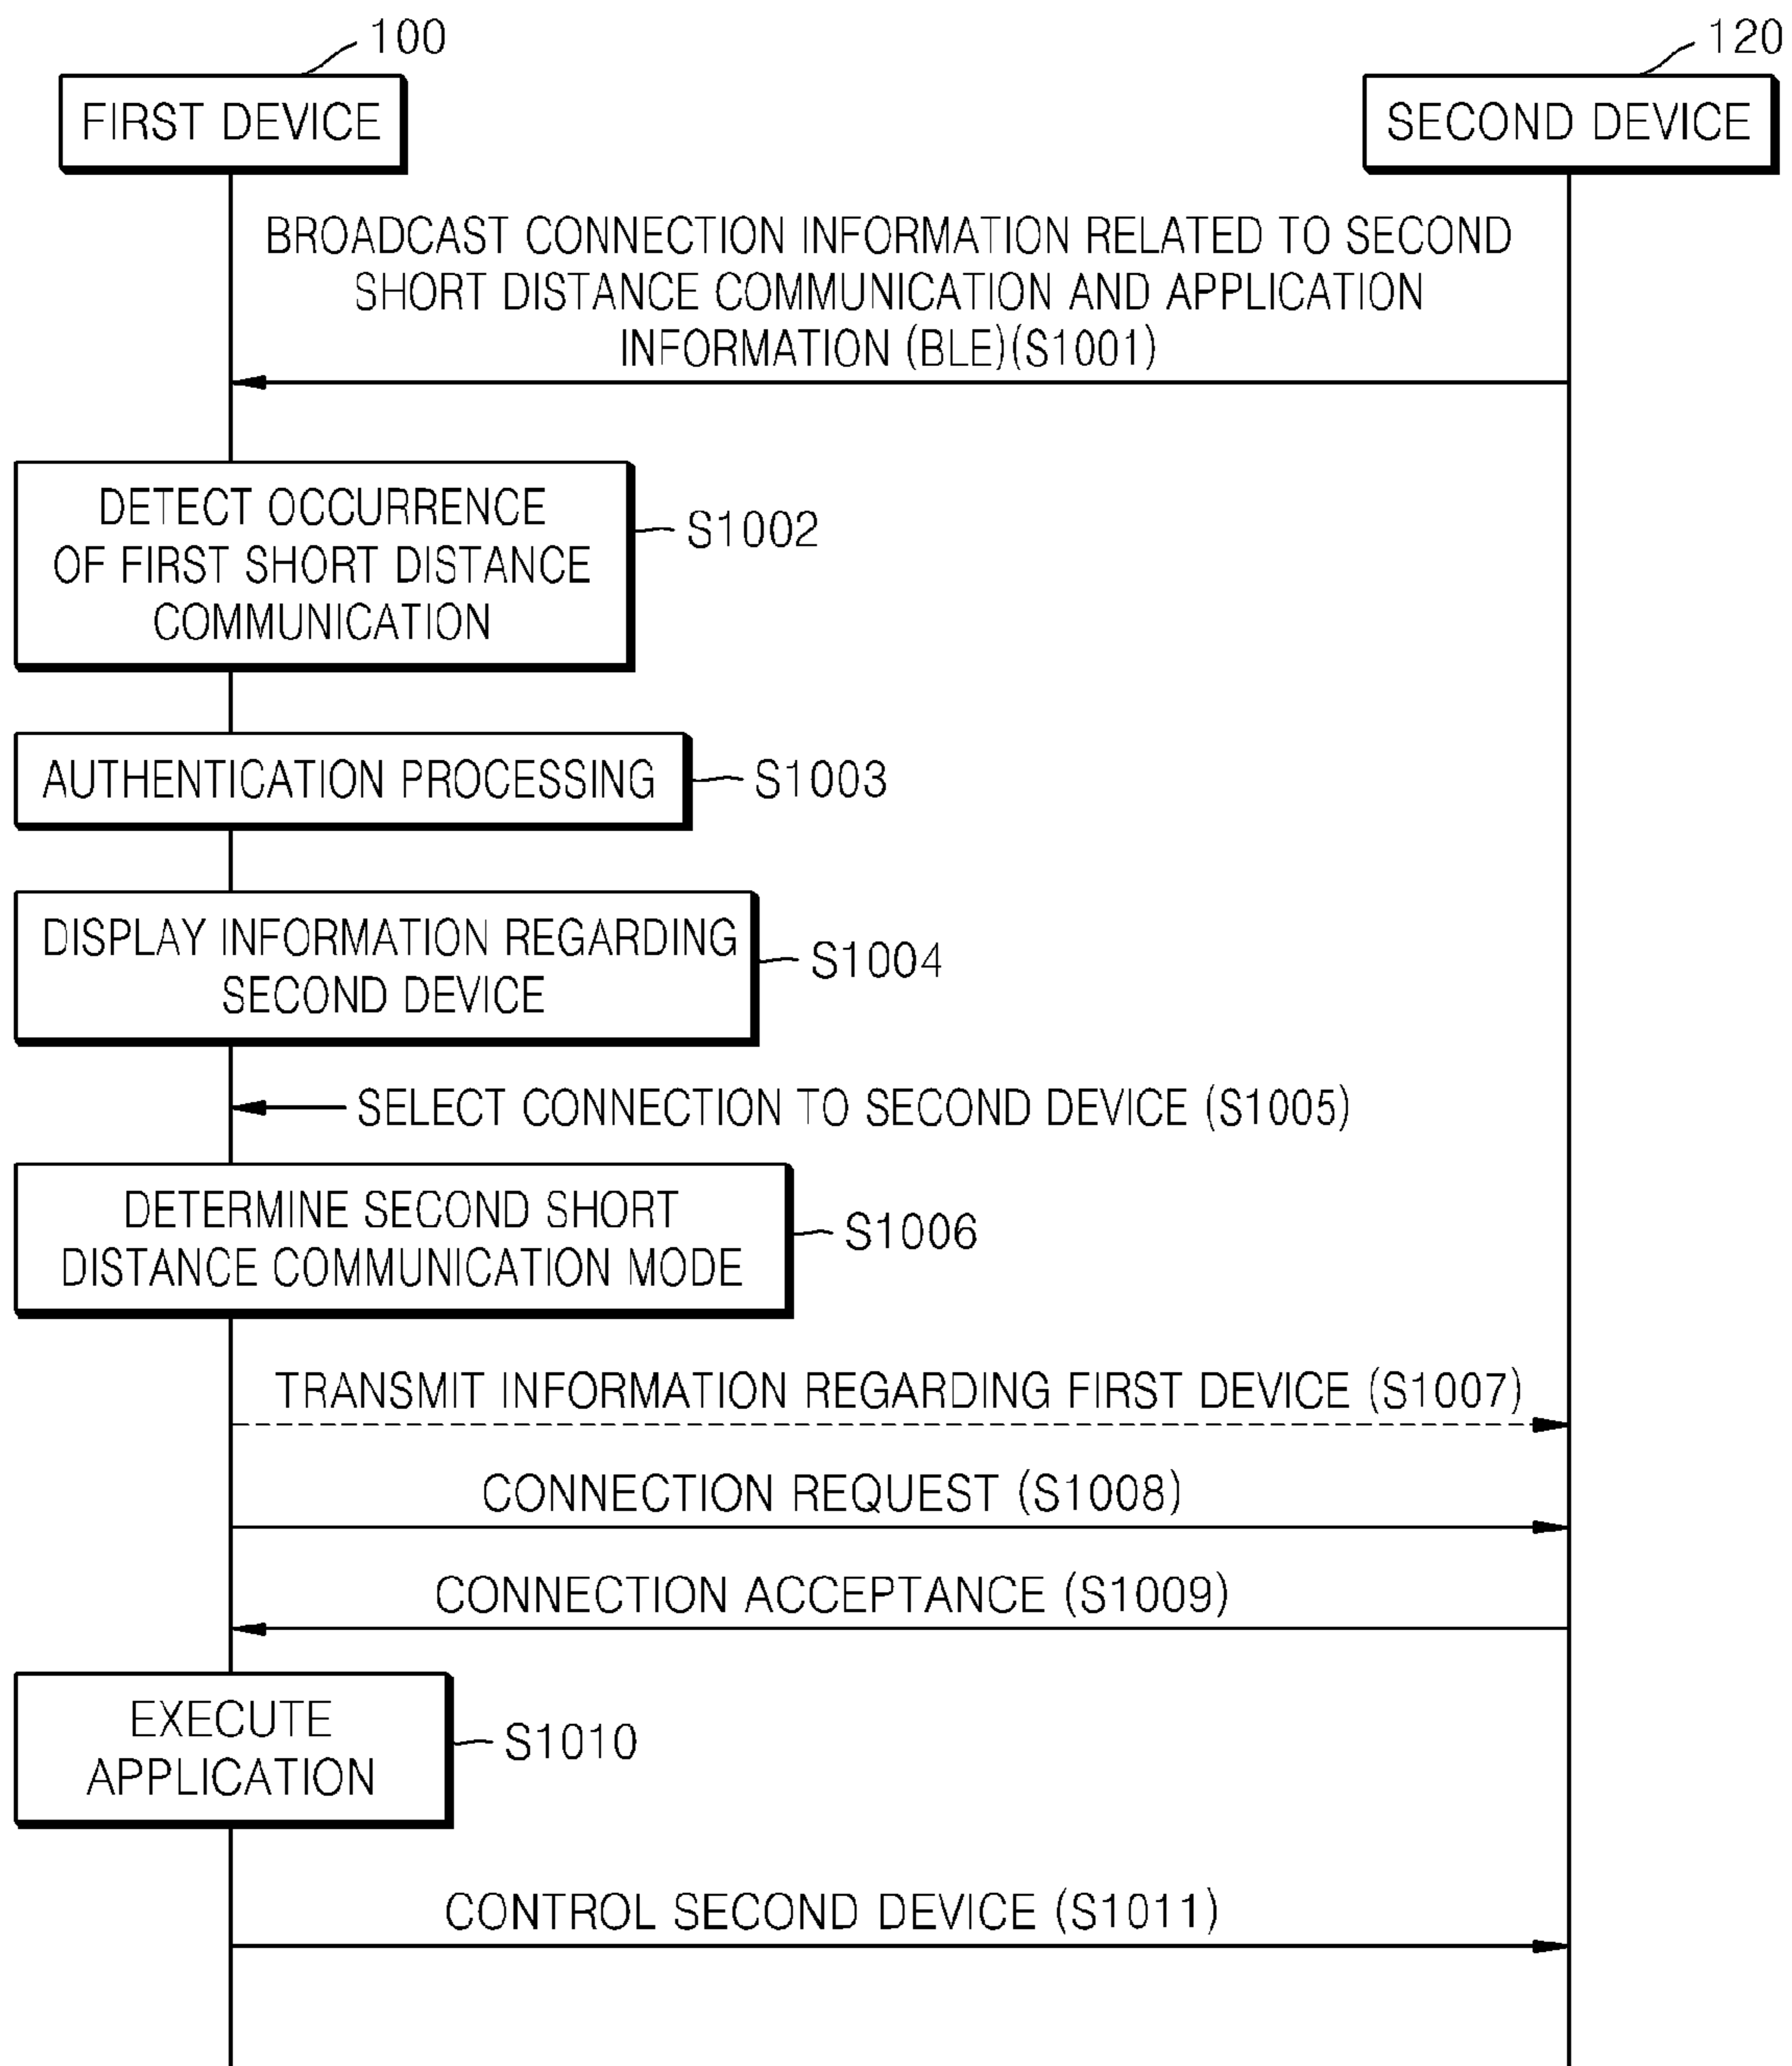 100
120
FIRST DEVICE
SECOND DEVICE
BROADCAST CONNECTION INFORMATION RELATED TO SECOND
SHORT DISTANCE COMMUNICATION AND APPLICATION
INFORMATION (BLE)(S1001)
DETECT OCCURRENCE
OF FIRST SHORT DISTANCE
COMMUNICATION
S1002
AUTHENTICATION PROCESSING
S1003
DISPLAY INFORMATION REGARDING
SECOND DEVICE
S1004
SELECT CONNECTION TO SECOND DEVICE (S1005)
DETERMINE SECOND SHORT
DISTANCE COMMUNICATION MODE
S1006
TRANSMIT INFORMATION REGARDING FIRST DEVICE (S1007)
CONNECTION REQUEST (S1008)
CONNECTION ACCEPTANCE (S1009)
EXECUTE
APPLICATION
S1010
CONTROL SECOND DEVICE (S1011)